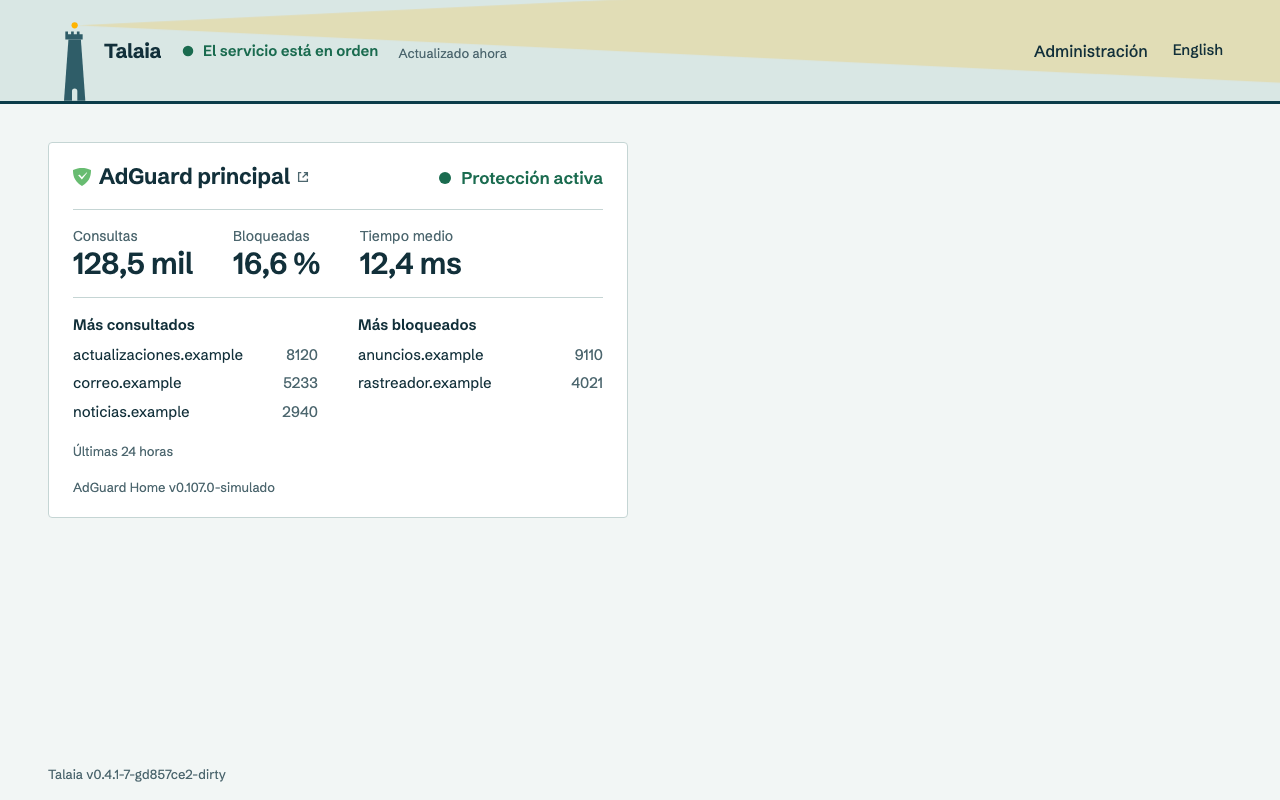 Talaia
El servicio está en orden
Actualizado ahora
Administración
English
AdGuard principal
Protección activa
Consultas
Bloqueadas
Tiempo medio
128,5 mil
16,6 %
12,4 ms
Más consultados
Más bloqueados
actualizaciones.example 8120
anuncios.example 9110
correo.example 5233
rastreador.example 4021
noticias.example 2940
Últimas 24 horas
AdGuard Home v0.107.0-simulado
Talaia v0.4.1-7-gd857ce2-dirty